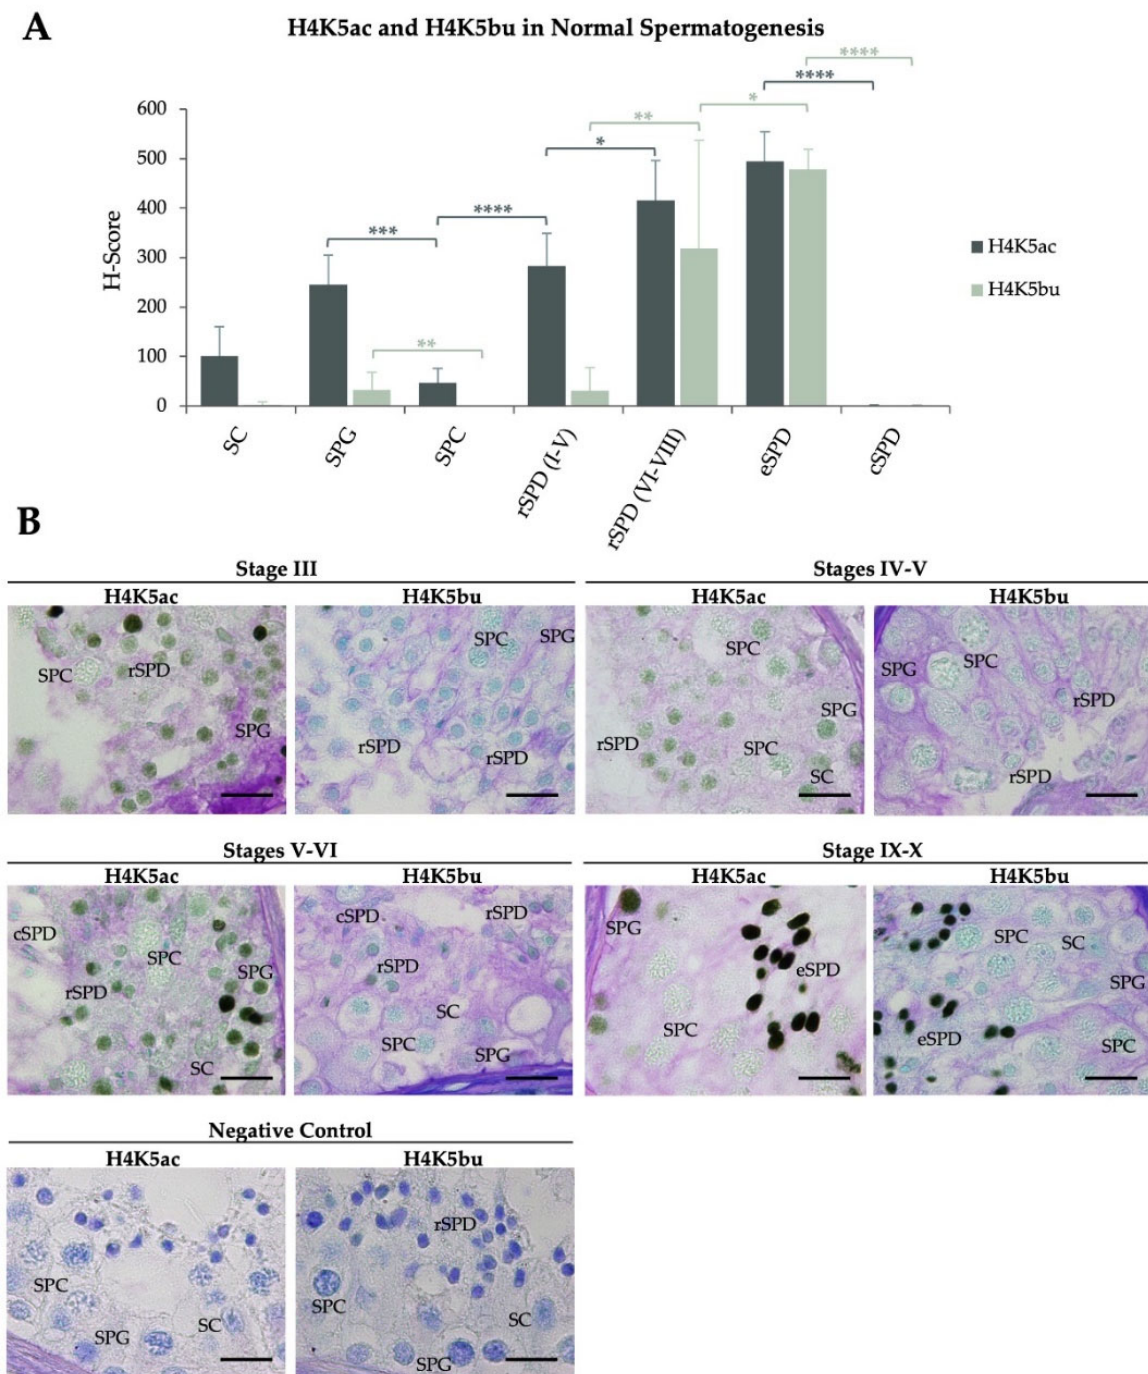 A
H4K5ac and H4K5bu in Normal Spermatogenesis
****
****
*
**
*
****
***
**
H-Score
600
500
400
300
200
100
0
H4K5ac
H4K5bu
SC
SPG
SPC
rSPD (I-V)
rSPD (VI-VIII)
eSPD
cSPD
B
Stage III
H4K5ac
H4K5bu
SPC
rSPD
SPG
SPC
SPG
rSPD
rSPD
Stages IV-V
H4K5ac
H4K5bu
SPC
SPG
rSPD
SPC
SC
SPC
SPG
rSPD
rSPD
Stages V-VI
H4K5ac
H4K5bu
cSPD
SPC
SPG
rSPD
SC
cSPD
rSPD
rSPD
SC
SPC
SPG
Stage IX-X
H4K5ac
H4K5bu
SPG
eSPD
SPC
SPC
SC
SPG
eSPD
SPC
Negative Control
H4K5ac
H4K5bu
SPC
SC
SPG
rSPD
SPC
SC
SPG